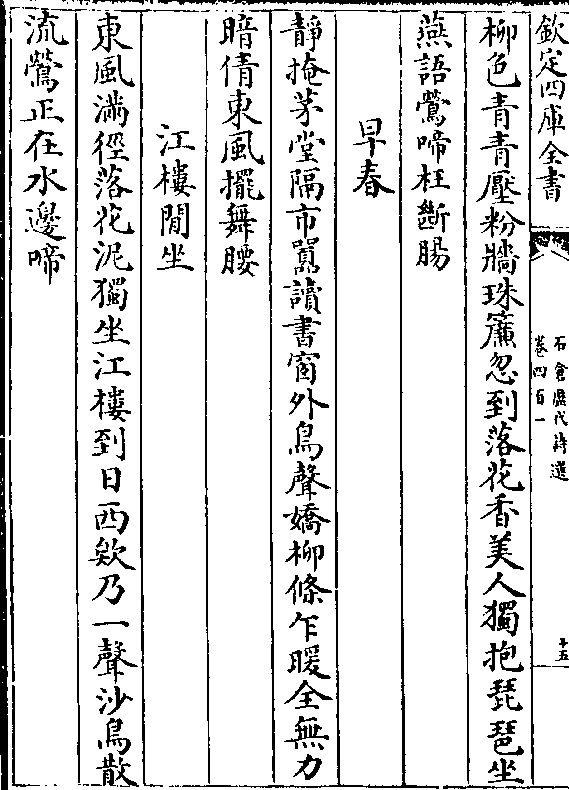 欽定四庫全書
石倉歷代詩選
卷四百一
十五
柳色青青壓粉牆珠簾忽到落花香美人獨抱琵琶坐
燕語鶯啼枉斷腸
早春
靜掩茅堂隔市囂讀書窗外鳥聲嬌柳條乍暖全無力
暗倩東風擺舞腰
江樓閒坐
東風滿徑落花泥獨坐江樓到日西欸乃一聲沙鳥散
流鶯正在水邊啼